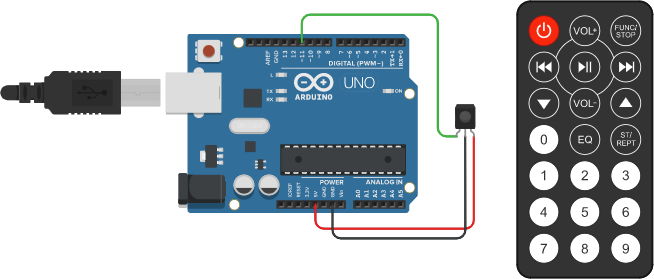 AREF
GND
13
12
~11
~10
~9
8
7
~6
~5
4
~3
2
TX→1
RX←0
DIGITAL (PWM~)
L
TX
RX
ARDUINO
UNO
ON
POWER
ANALOG IN
IOREF
RESET
3.3V
5V
GND
GND
Vin
A0
A1
A2
A3
A4
A5
VOL+
FUNC/
STOP
VOL-
0
EQ
ST/
REPT
1
2
3
4
5
6
7
8
9